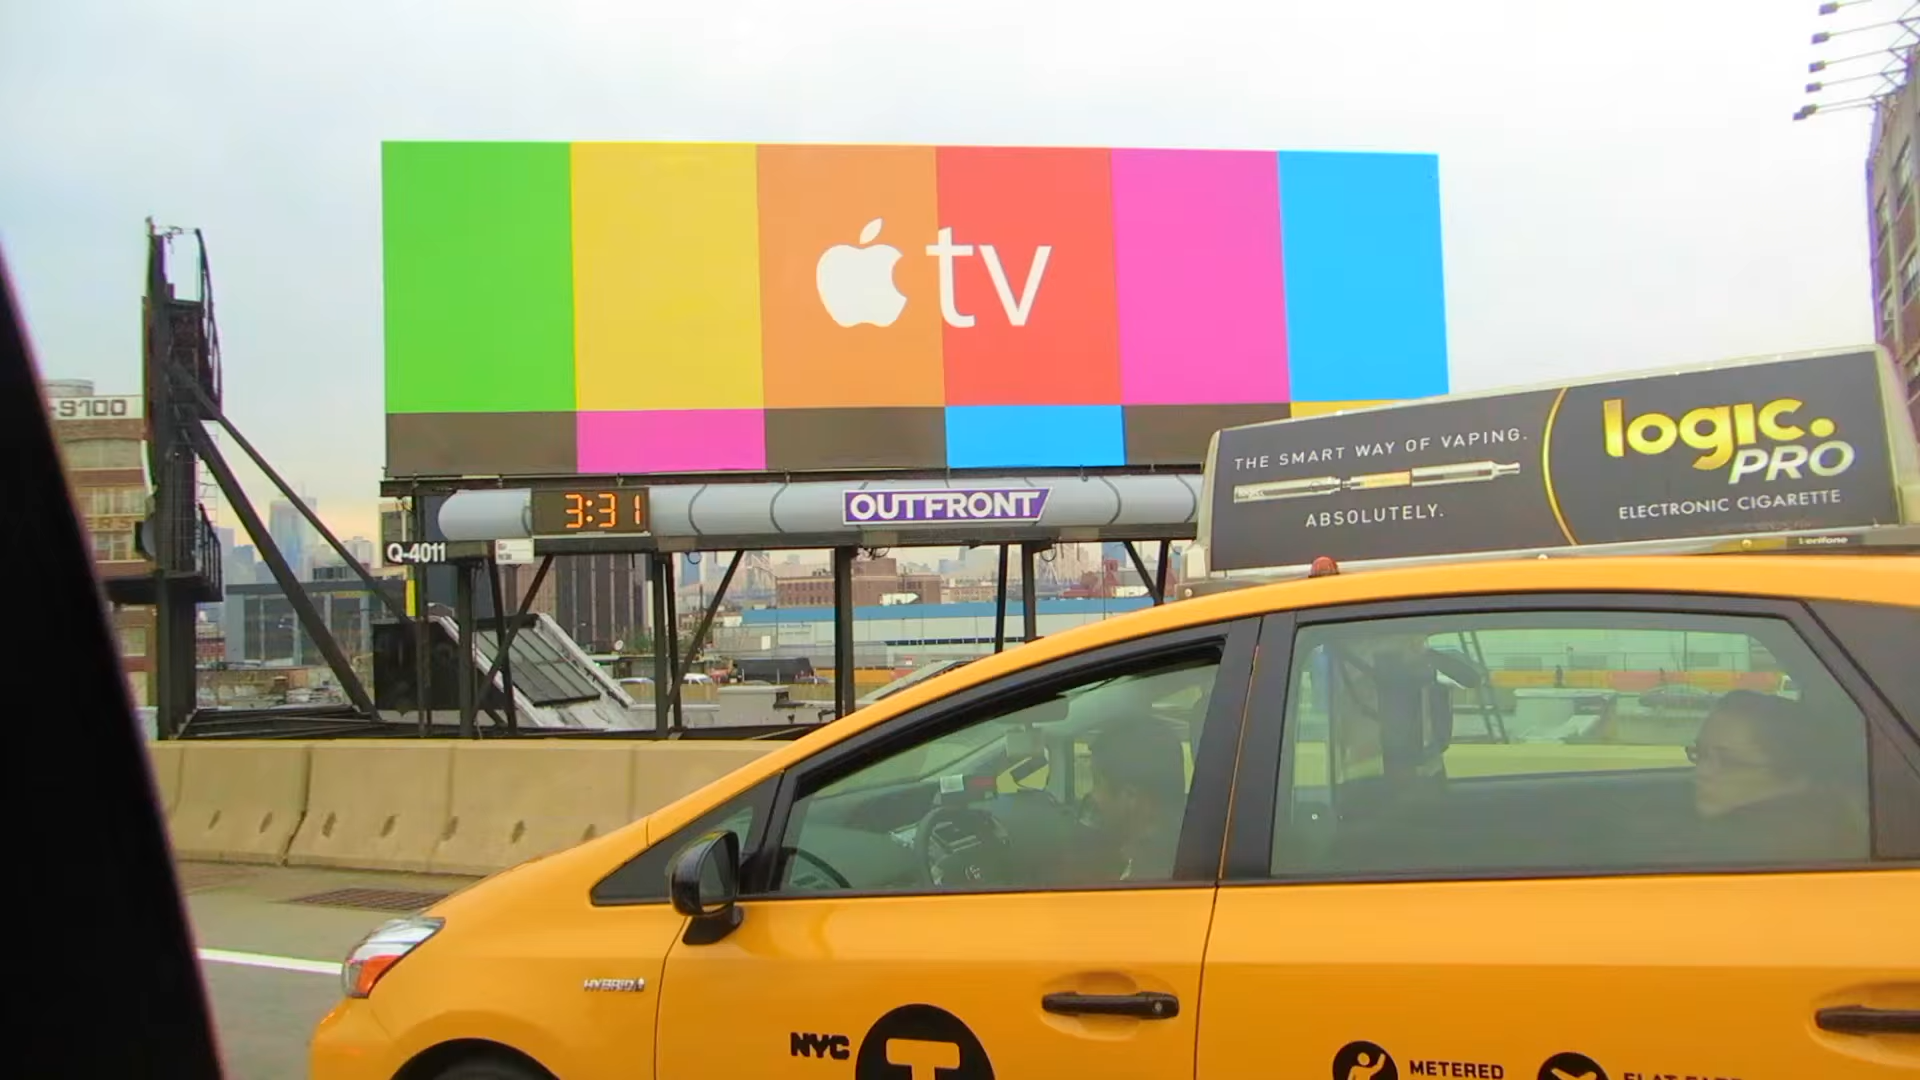 tv
-9100
3:31
OUTFRONT
Q-4011
THE SMART WAY OF VAPING.
ABSOLUTELY.
logic.
PRO
ELECTRONIC CIGARETTE
Verifone
HYBRID
NYC
T
METERED